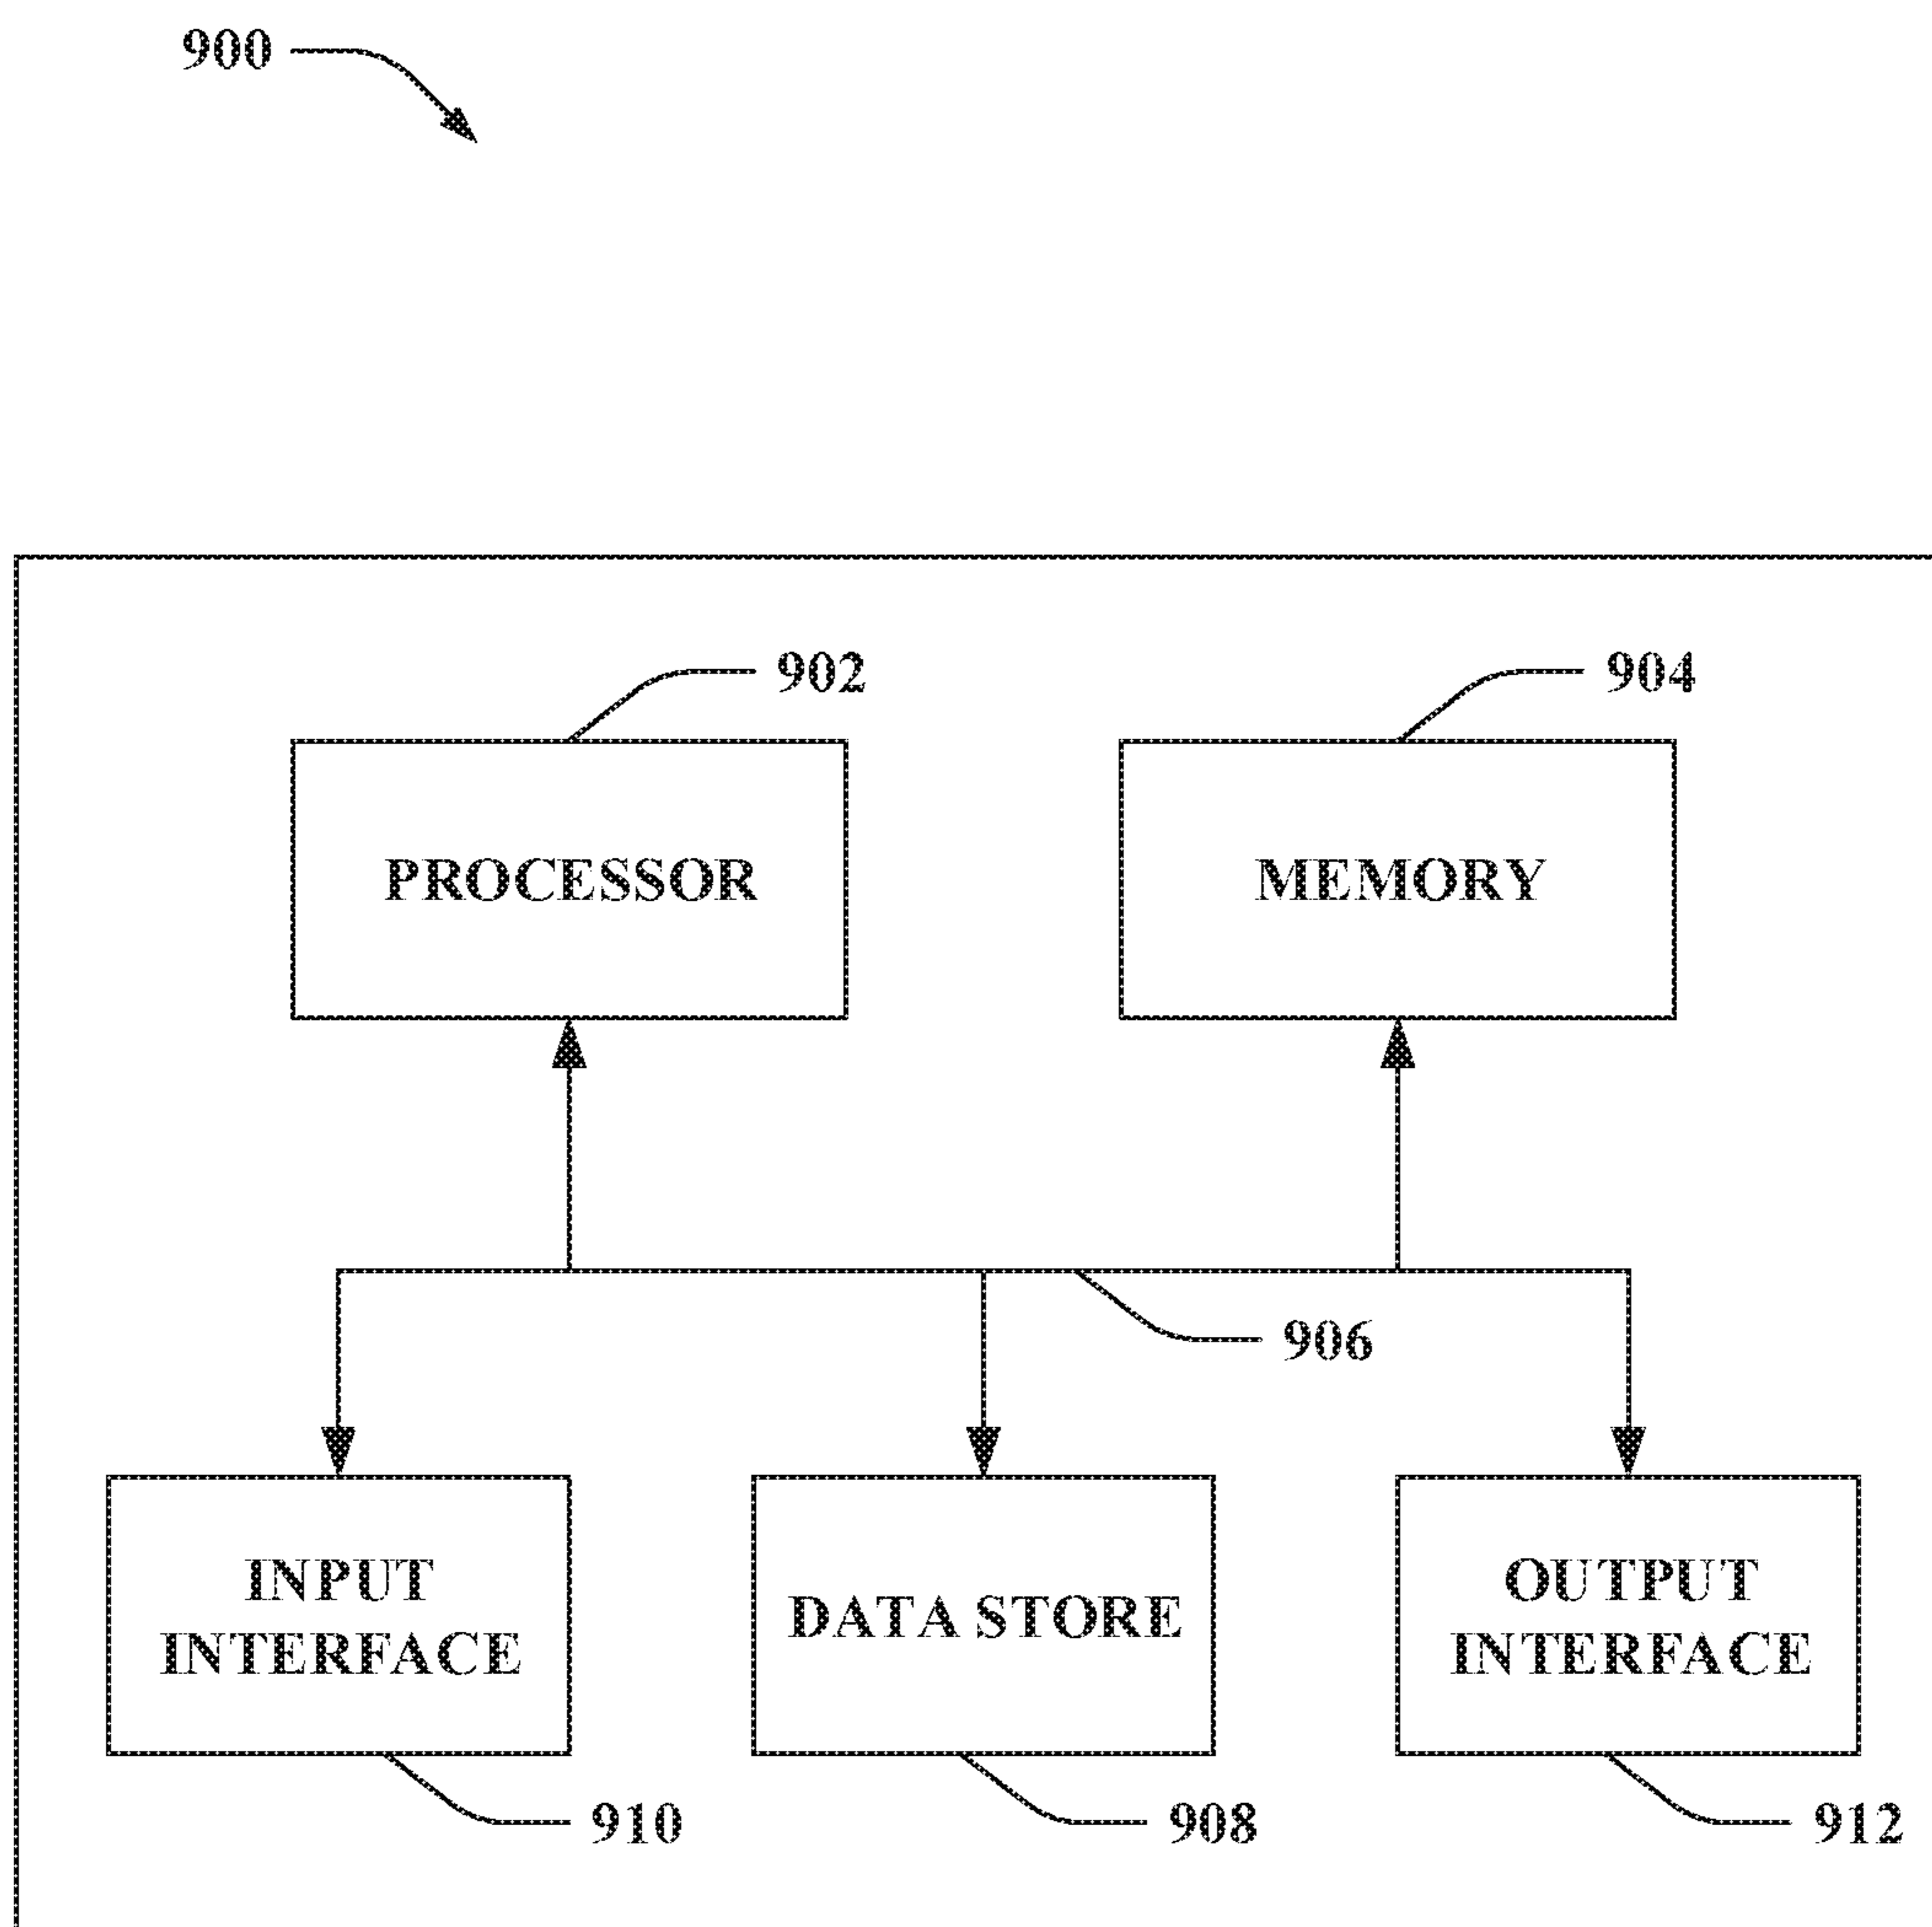 900
902
904
PROCESSOR
MEMORY
906
INPUT
INTERFACE
DATA STORE
OUTPUT
INTERFACE
910
908
912